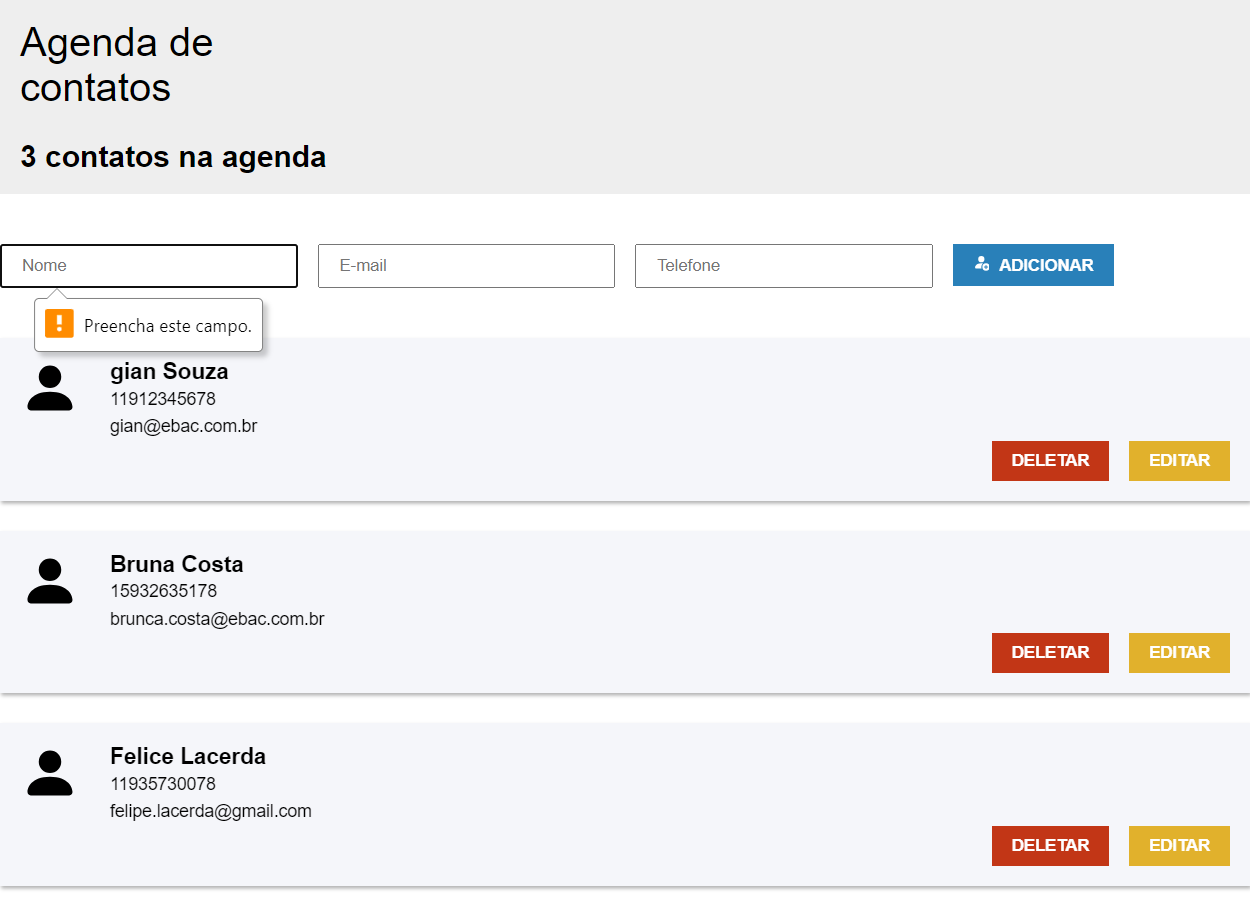 Agenda de
contatos
3 contatos na agenda
Nome E-mail Telefone ADICIONAR
Preencha este campo.
gian Souza
11912345678
gian@ebac.com.br
DELETAR EDITAR
Bruna Costa
15932635178
brunca.costa@ebac.com.br
DELETAR EDITAR
Felice Lacerda
11935730078
felipe.lacerda@gmail.com
DELETAR EDITAR